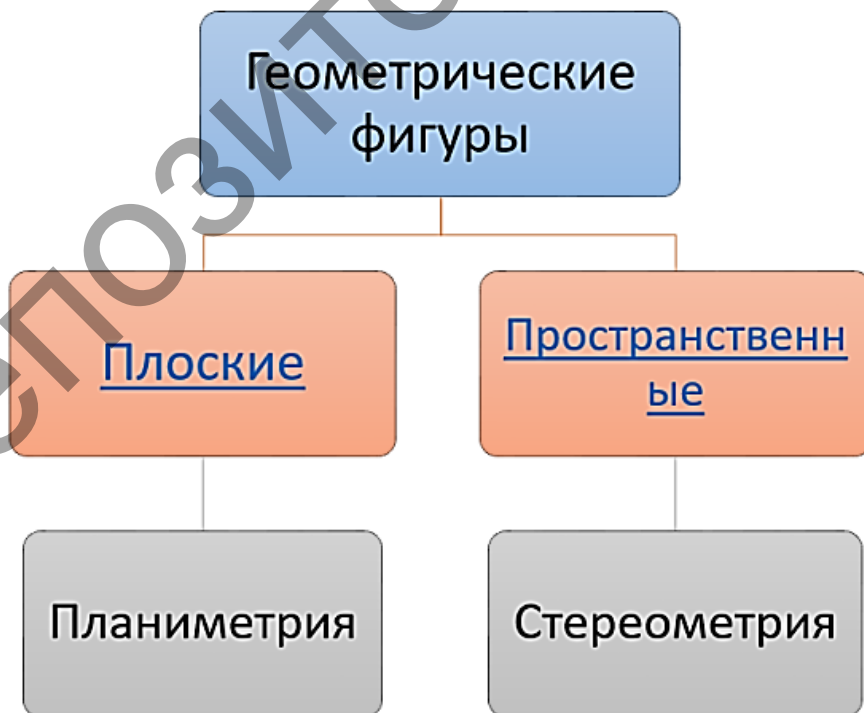 Геометрические
фигуры
Плоские
Пространственн
ые
Планиметрия
Стереометрия